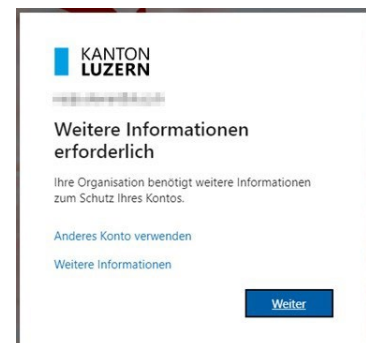 KANTON
LUZERN
Weitere Informationen
erforderlich
Ihre Organisation benötigt weitere Informationen
zum Schutz Ihres Kontos.
Anderes Konto verwenden
Weitere Informationen
Weiter